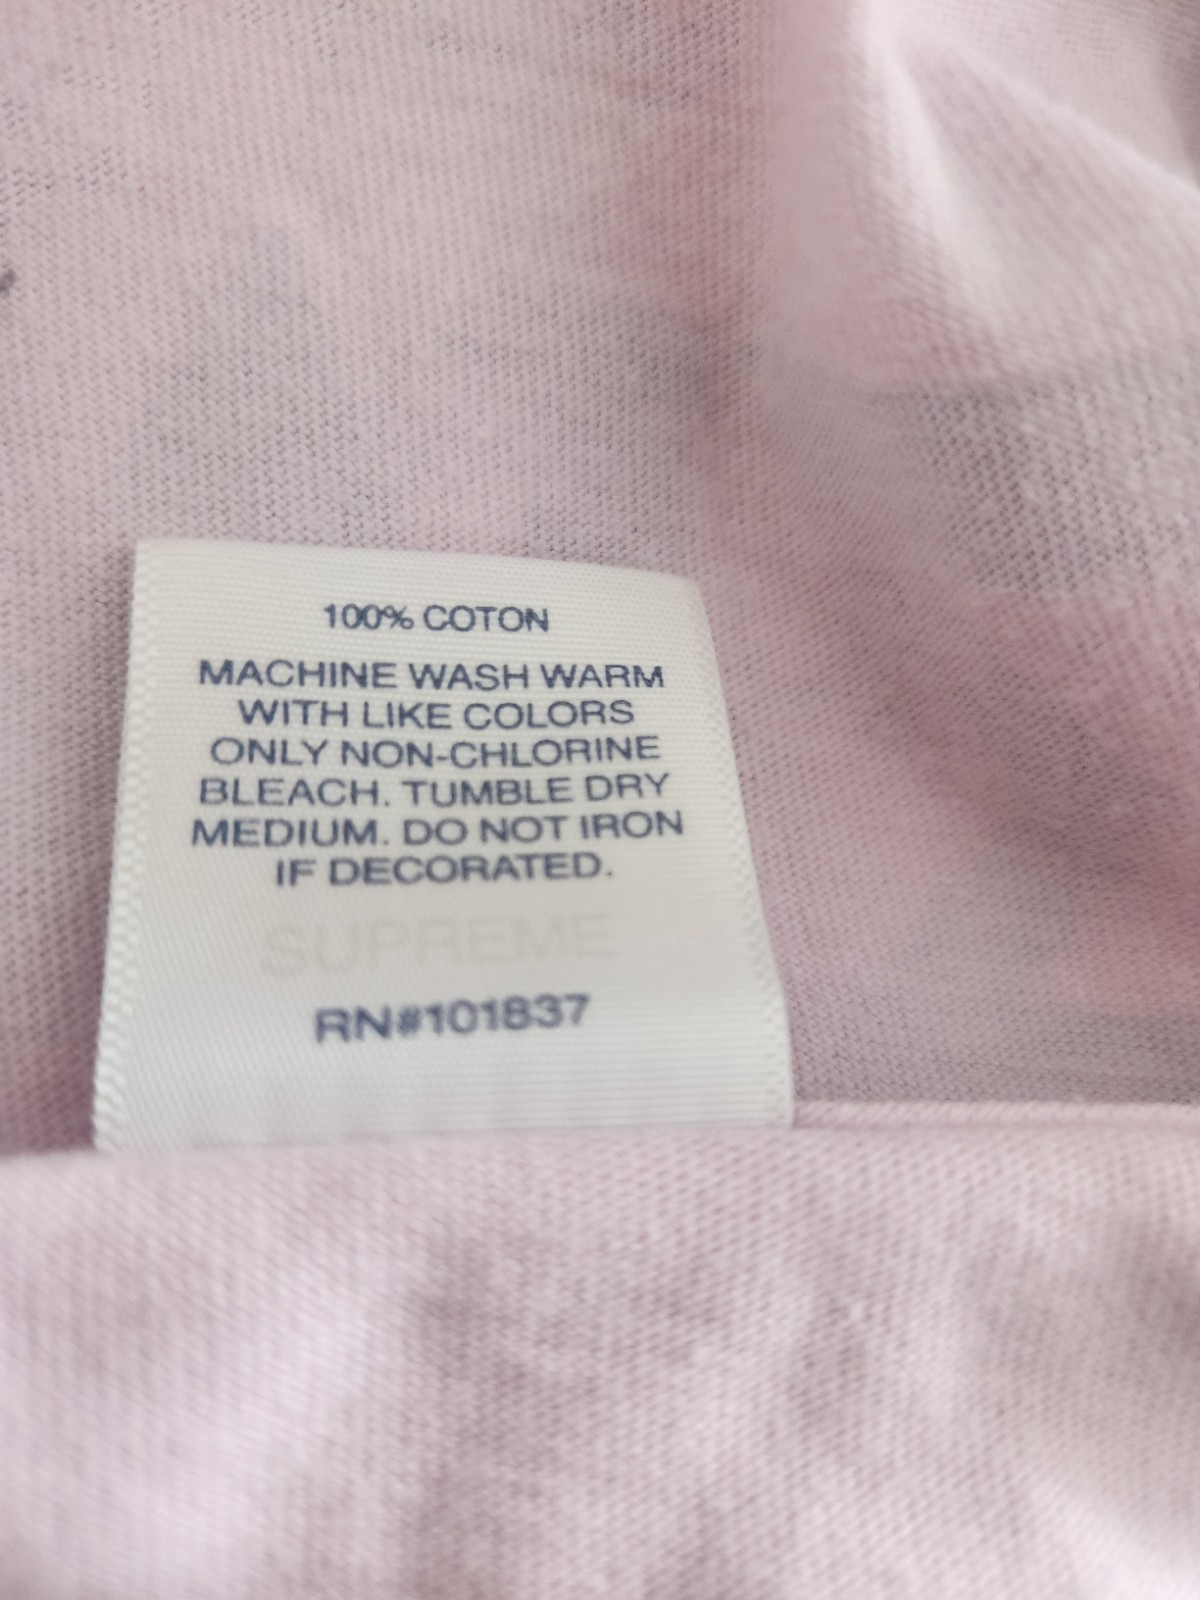 100% COTON
MACHINE WASH WARM
WITH LIKE COLORS
ONLY NON-CHLORINE
BLEACH. TUMBLE DRY
MEDIUM. DO NOT IRON
IF DECORATED.
SUPREME
RN#101837